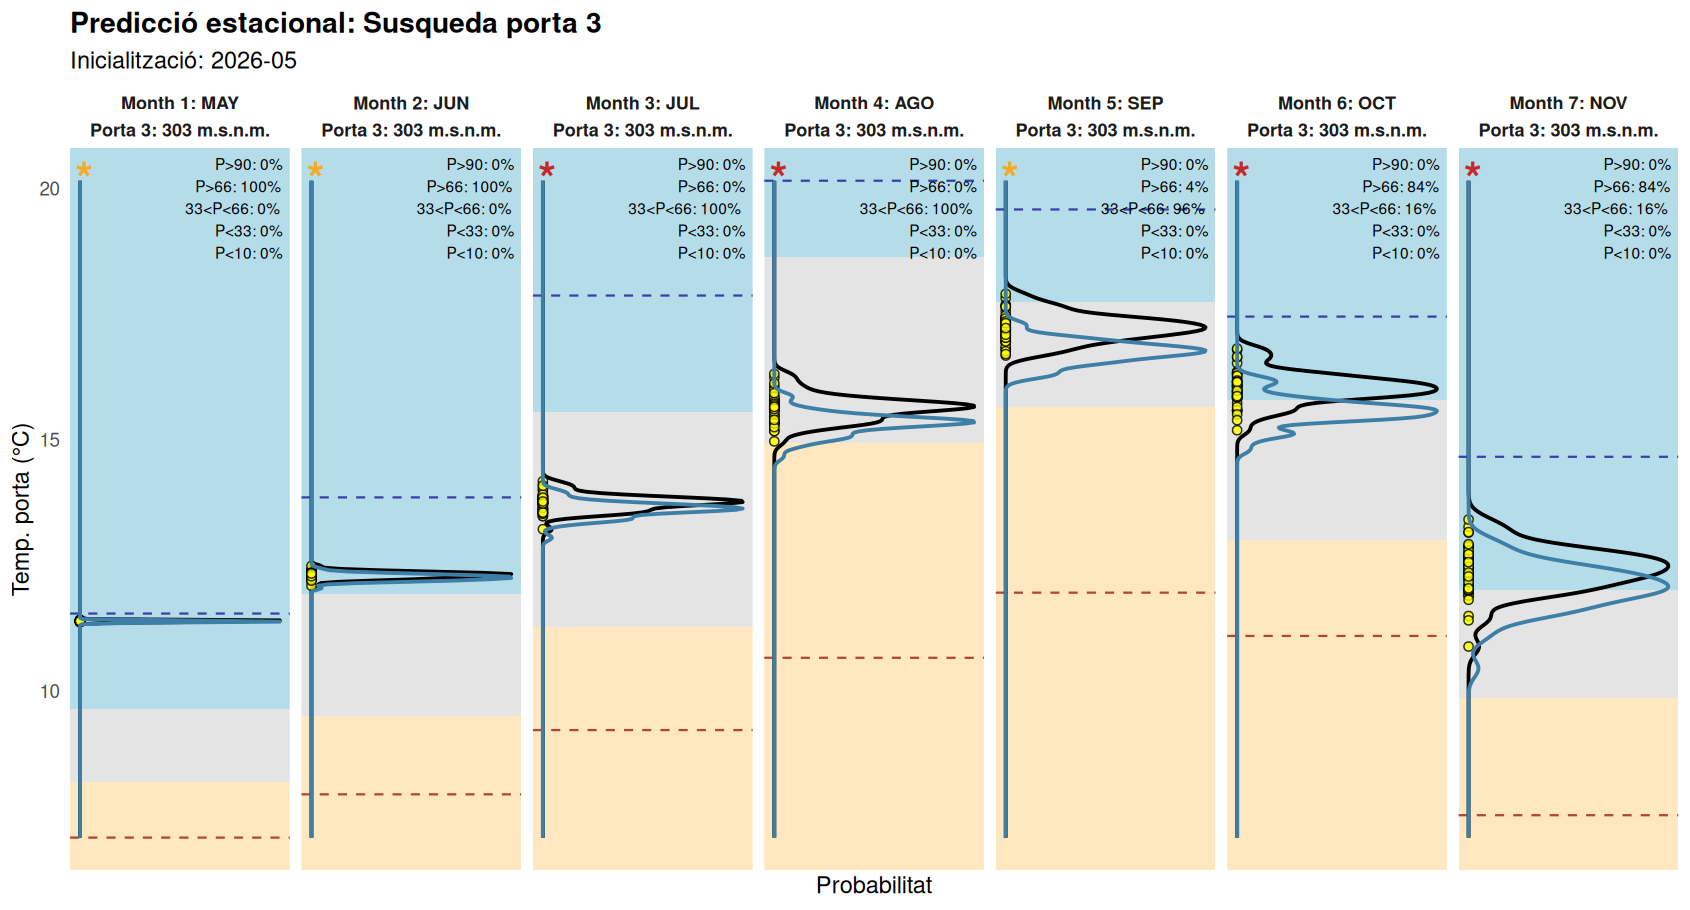 Predicció estacional: Susqueda porta 3
Inicialització: 2026-05
Month 1: MAY
Porta 3: 303 m.s.n.m.
Month 2: JUN
Porta 3: 303 m.s.n.m.
Month 3: JUL
Porta 3: 303 m.s.n.m.
Month 4: AGO
Porta 3: 303 m.s.n.m.
Month 5: SEP
Porta 3: 303 m.s.n.m.
Month 6: OCT
Porta 3: 303 m.s.n.m.
Month 7: NOV
Porta 3: 303 m.s.n.m.
*
P>90: 0%
P>66: 100%
33<P<66: 0%
P<33: 0%
P<10: 0%
*
P>90: 0%
P>66: 100%
33<P<66: 0%
P<33: 0%
P<10: 0%
*
P>90: 0%
P>66: 0%
33<P<66: 100%
P<33: 0%
P<10: 0%
*
P>90: 0%
P>66: 0%
33<P<66: 100%
P<33: 0%
P<10: 0%
*
P>90: 0%
P>66: 4%
33<P<66: 96%
P<33: 0%
P<10: 0%
*
P>90: 0%
P>66: 84%
33<P<66: 16%
P<33: 0%
P<10: 0%
*
P>90: 0%
P>66: 84%
33<P<66: 16%
P<33: 0%
P<10: 0%
20
15
10
Temp. porta (°C)
Probabilitat